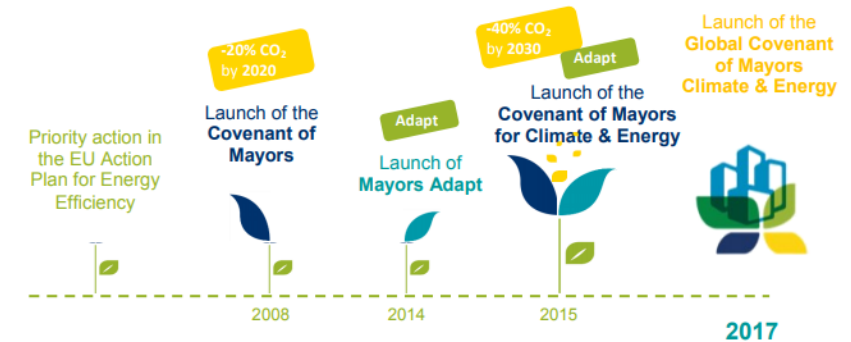 Priority action in
the EU Action
Plan for Energy
Efficiency
-20% CO₂
by 2020
Launch of the
Covenant of
Mayors
2008
Adapt
Launch of
Mayors Adapt
2014
-40% CO₂
by 2030
Adapt
Launch of the
Covenant of Mayors
for Climate & Energy
2015
Launch of the
Global Covenant
of Mayors
Climate & Energy
2017